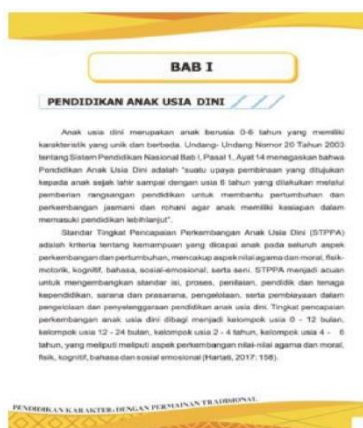 BAB I
PENDIDIKAN ANAK USIA DINI
Anak usia dini merupakan anak berusia 0-6 tahun yang memiliki
karakteristik yang unik dan berbeda. Undang- Undang Nomor 20 Tahun 2003
tentang Sistem Pendidikan Nasional Bab I, Pasal 1, Ayat 14 menegaskan bahwa
Pendidikan Anak Usia Dini adalah "suatu upaya pembinaan yang ditujukan
kepada anak sejak lahir sampai dengan usia 6 tahun yang dilakukan melalui
pemberian rangsangan pendidikan untuk membantu pertumbuhan dan
perkembangan jasmani dan rohani agar anak memiliki kesiapan dalam
memasuki pendidikan lebihlanjut".
Standar Tingkat Pencapaian Perkembangan Anak Usia Dini (STPPA)
adalah kriteria tentang kemampuan yang dicapai anak pada seluruh aspek
perkembangan dan pertumbuhan, mencakup aspek nilai agama dan moral, fisik-
motorik, kognitif, bahasa, sosial-emosional, serta seni. STPPA menjadi acuan
untuk mengembangkan standar isi, proses, penilaian, pendidik dan tenaga
kependidikan, sarana dan prasarana, pengelolaan, serta pembiayaan dalam
pengelolaan dan penyelenggaraan pendidikan anak usia dini. Tingkat pencapaian
perkembangan anak usia dini dibagi menjadi kelompok usia 0 - 12 bulan,
kelompok usia 12 - 24 bulan, kelompok usia 2 - 4 tahun, kelompok usia 4 - 6
tahun, yang meliputi meliputi aspek perkembangan nilai-nilai agama dan moral,
fisik, kognitif, bahasa dan sosial emosional (Hartati, 2017: 156).
PENDIDIKAN KARAKTER: DENGAN PERMAINAN TRADISIONAL